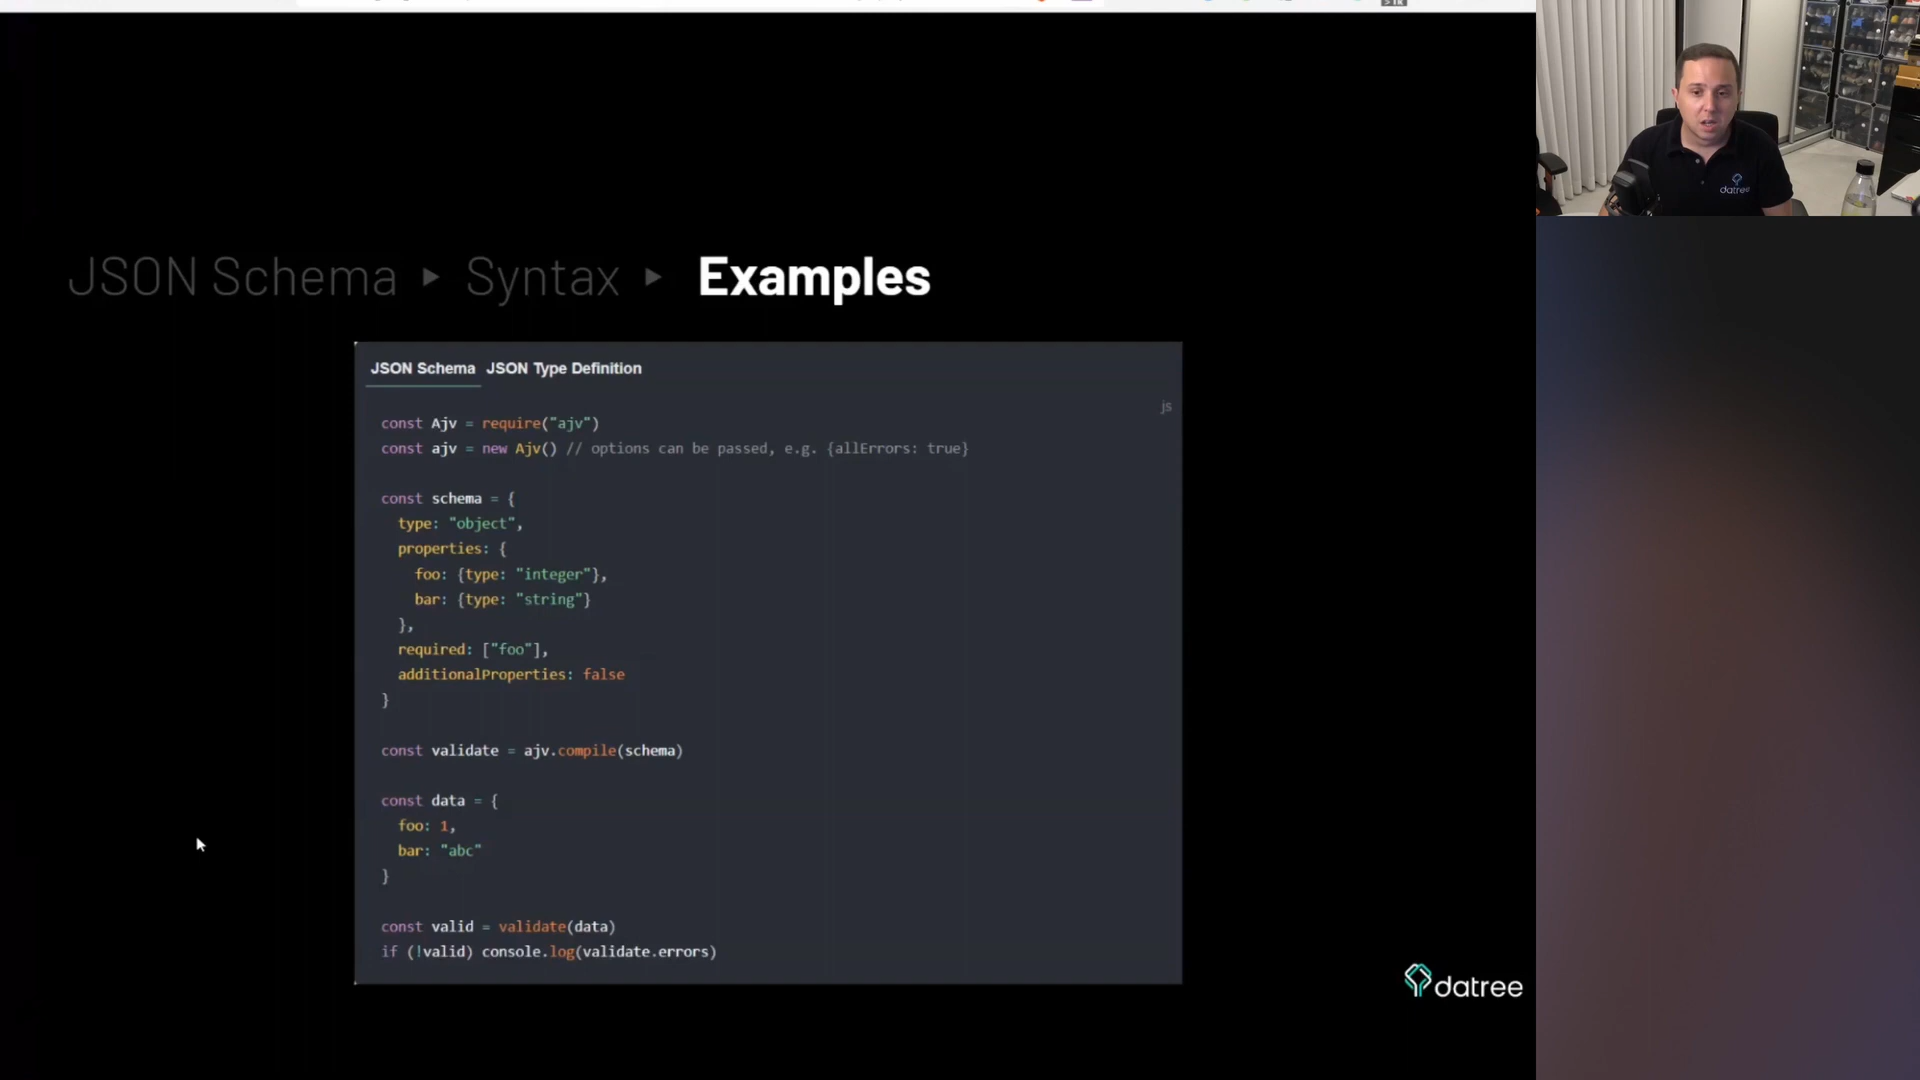 JSON Schema ▸ Syntax ▸ Examples
JSON Schema JSON Type Definition
js
const Ajv = require("ajv")
const ajv = new Ajv() // options can be passed, e.g. {allErrors: true}
const schema = {
  type: "object",
  properties: {
    foo: {type: "integer"},
    bar: {type: "string"}
  },
  required: ["foo"],
  additionalProperties: false
}
const validate = ajv.compile(schema)
const data = {
  foo: 1,
  bar: "abc"
}
const valid = validate(data)
if (!valid) console.log(validate.errors)
datree
datree